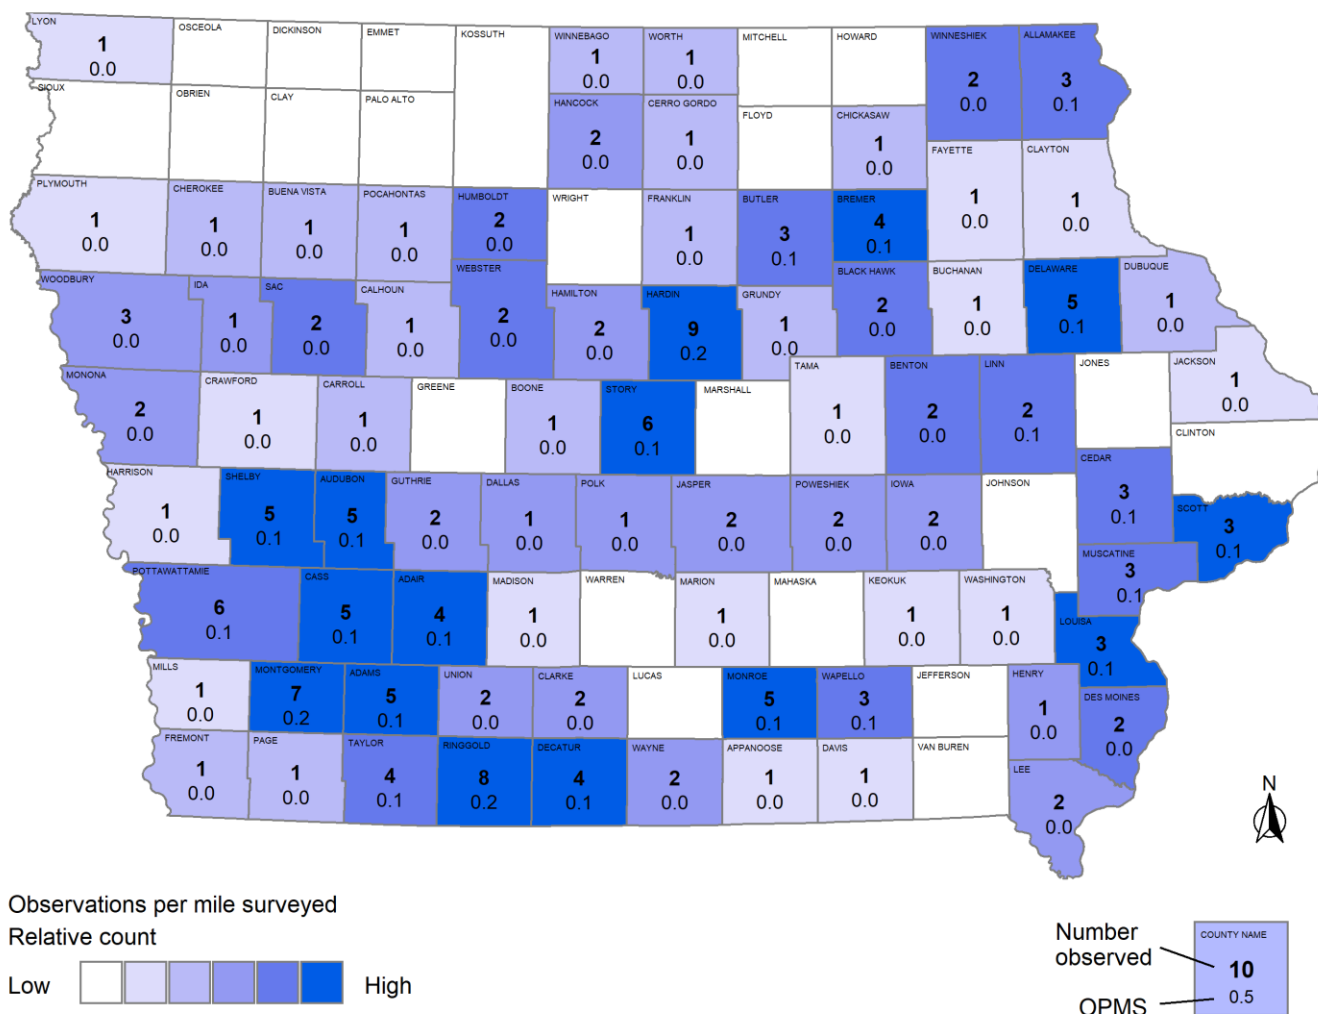 LYON
1
0.0
OSCEOLA
DICKINSON
EMMET
KOSSUTH
WINNEBAGO
1
0.0
WORTH
1
0.0
MITCHELL
HOWARD
WINNESHIEK
2
0.0
ALLAMAKEE
3
0.1
SIOUX
OBRIEN
CLAY
PALO ALTO
HANCOCK
2
0.0
CERRO GORDO
1
0.0
FLOYD
CHICKASAW
1
0.0
FAYETTE
1
0.0
CLAYTON
1
0.0
PLYMOUTH
1
0.0
CHEROKEE
1
0.0
BUENA VISTA
1
0.0
POCAHONTAS
1
0.0
HUMBOLDT
2
0.0
WRIGHT
FRANKLIN
1
0.0
BUTLER
3
0.1
BREMER
4
0.1
WOODBURY
3
0.0
IDA
1
0.0
SAC
2
0.0
CALHOUN
1
0.0
WEBSTER
2
0.0
HAMILTON
2
0.0
HARDIN
9
0.2
GRUNDY
1
0.0
BLACK HAWK
2
0.0
BUCHANAN
1
0.0
DELAWARE
5
0.1
DUBUQUE
1
0.0
MONONA
2
0.0
CRAWFORD
1
0.0
CARROLL
1
0.0
GREENE
BOONE
1
0.0
STORY
6
0.1
MARSHALL
TAMA
1
0.0
BENTON
2
0.0
LINN
2
0.1
JONES
JACKSON
1
0.0
CLINTON
HARRISON
1
0.0
SHELBY
5
0.1
AUDUBON
5
0.1
GUTHRIE
2
0.0
DALLAS
1
0.0
POLK
1
0.0
JASPER
2
0.0
POWESHIEK
2
0.0
IOWA
2
0.0
JOHNSON
CEDAR
3
0.1
SCOTT
3
0.1
MUSCATINE
3
0.1
POTTAWATTAMIE
6
0.1
CASS
5
0.1
ADAIR
4
0.1
MADISON
1
0.0
WARREN
MARION
1
0.0
MAHASKA
KEOKUK
1
0.0
WASHINGTON
1
0.0
LOUISA
3
0.1
MILLS
1
0.0
MONTGOMERY
7
0.2
ADAMS
5
0.1
UNION
2
0.0
CLARKE
2
0.0
LUCAS
MONROE
5
0.1
WAPELLO
3
0.1
JEFFERSON
HENRY
1
0.0
DES MOINES
2
0.0
FREMONT
1
0.0
PAGE
1
0.0
TAYLOR
4
0.1
RINGGOLD
8
0.2
DECATUR
4
0.1
WAYNE
2
0.0
APPANOOSE
1
0.0
DAVIS
1
0.0
VAN BUREN
LEE
2
0.0
N
Observations per mile surveyed
Relative count
Low
High
Number
observed
OPMS
COUNTY NAME
10
0.5